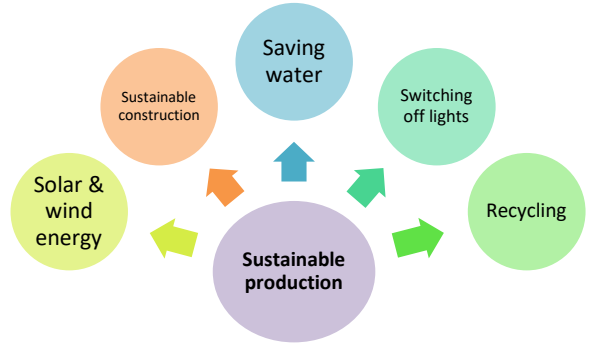 Saving
water
Sustainable
construction
Switching
off lights
Solar &
wind
energy
Recycling
Sustainable
production